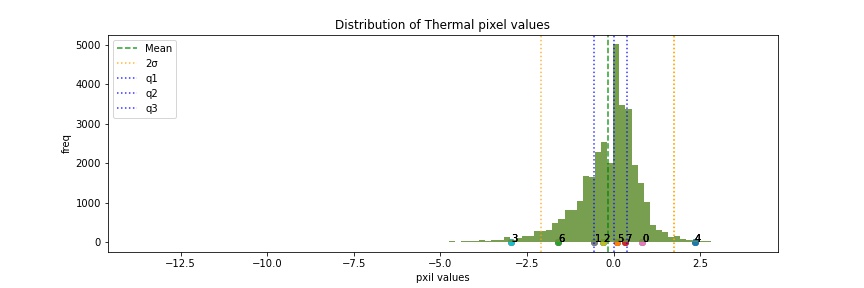 Distribution of Thermal pixel values
Mean
2σ
q1
q2
q3
freq
5000
4000
3000
2000
1000
0
3 6 1 2 5 7 0 4
−12.5 −10.0 −7.5 −5.0 −2.5 0.0 2.5
pxil values